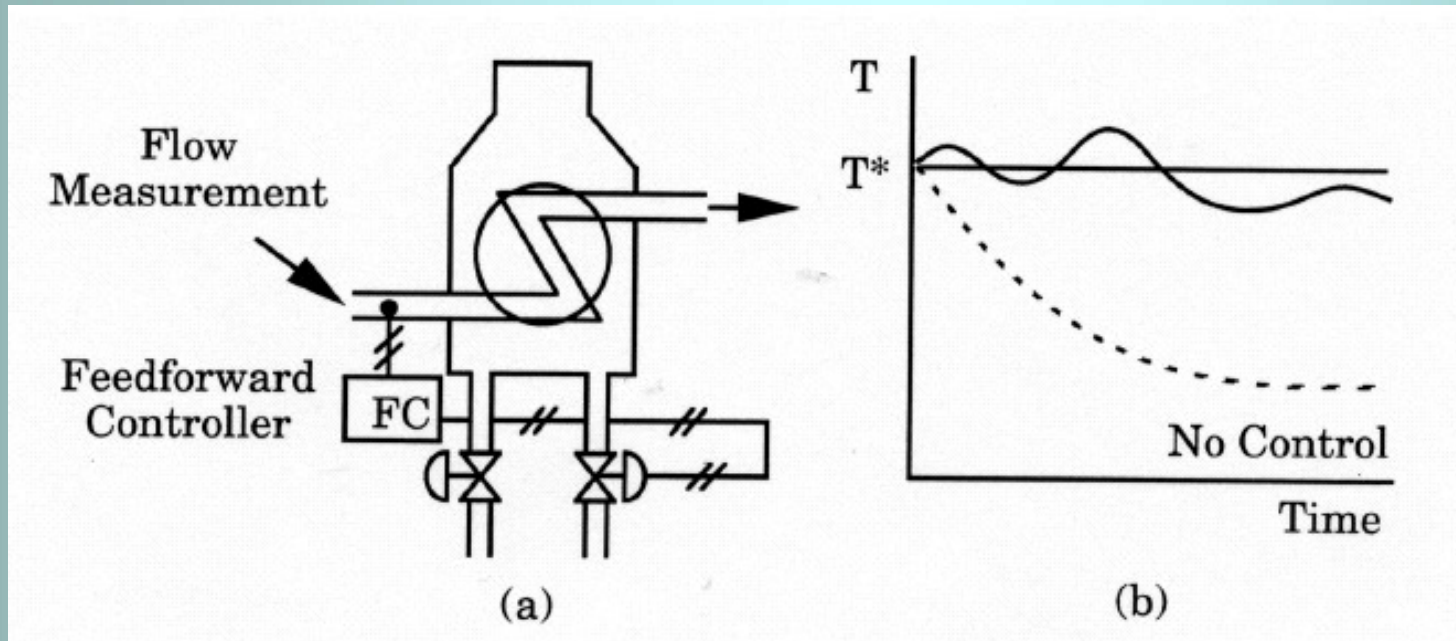 Flow
Measurement
Feedforward
Controller
FC
(a)
T
T*
No Control
Time
(b)